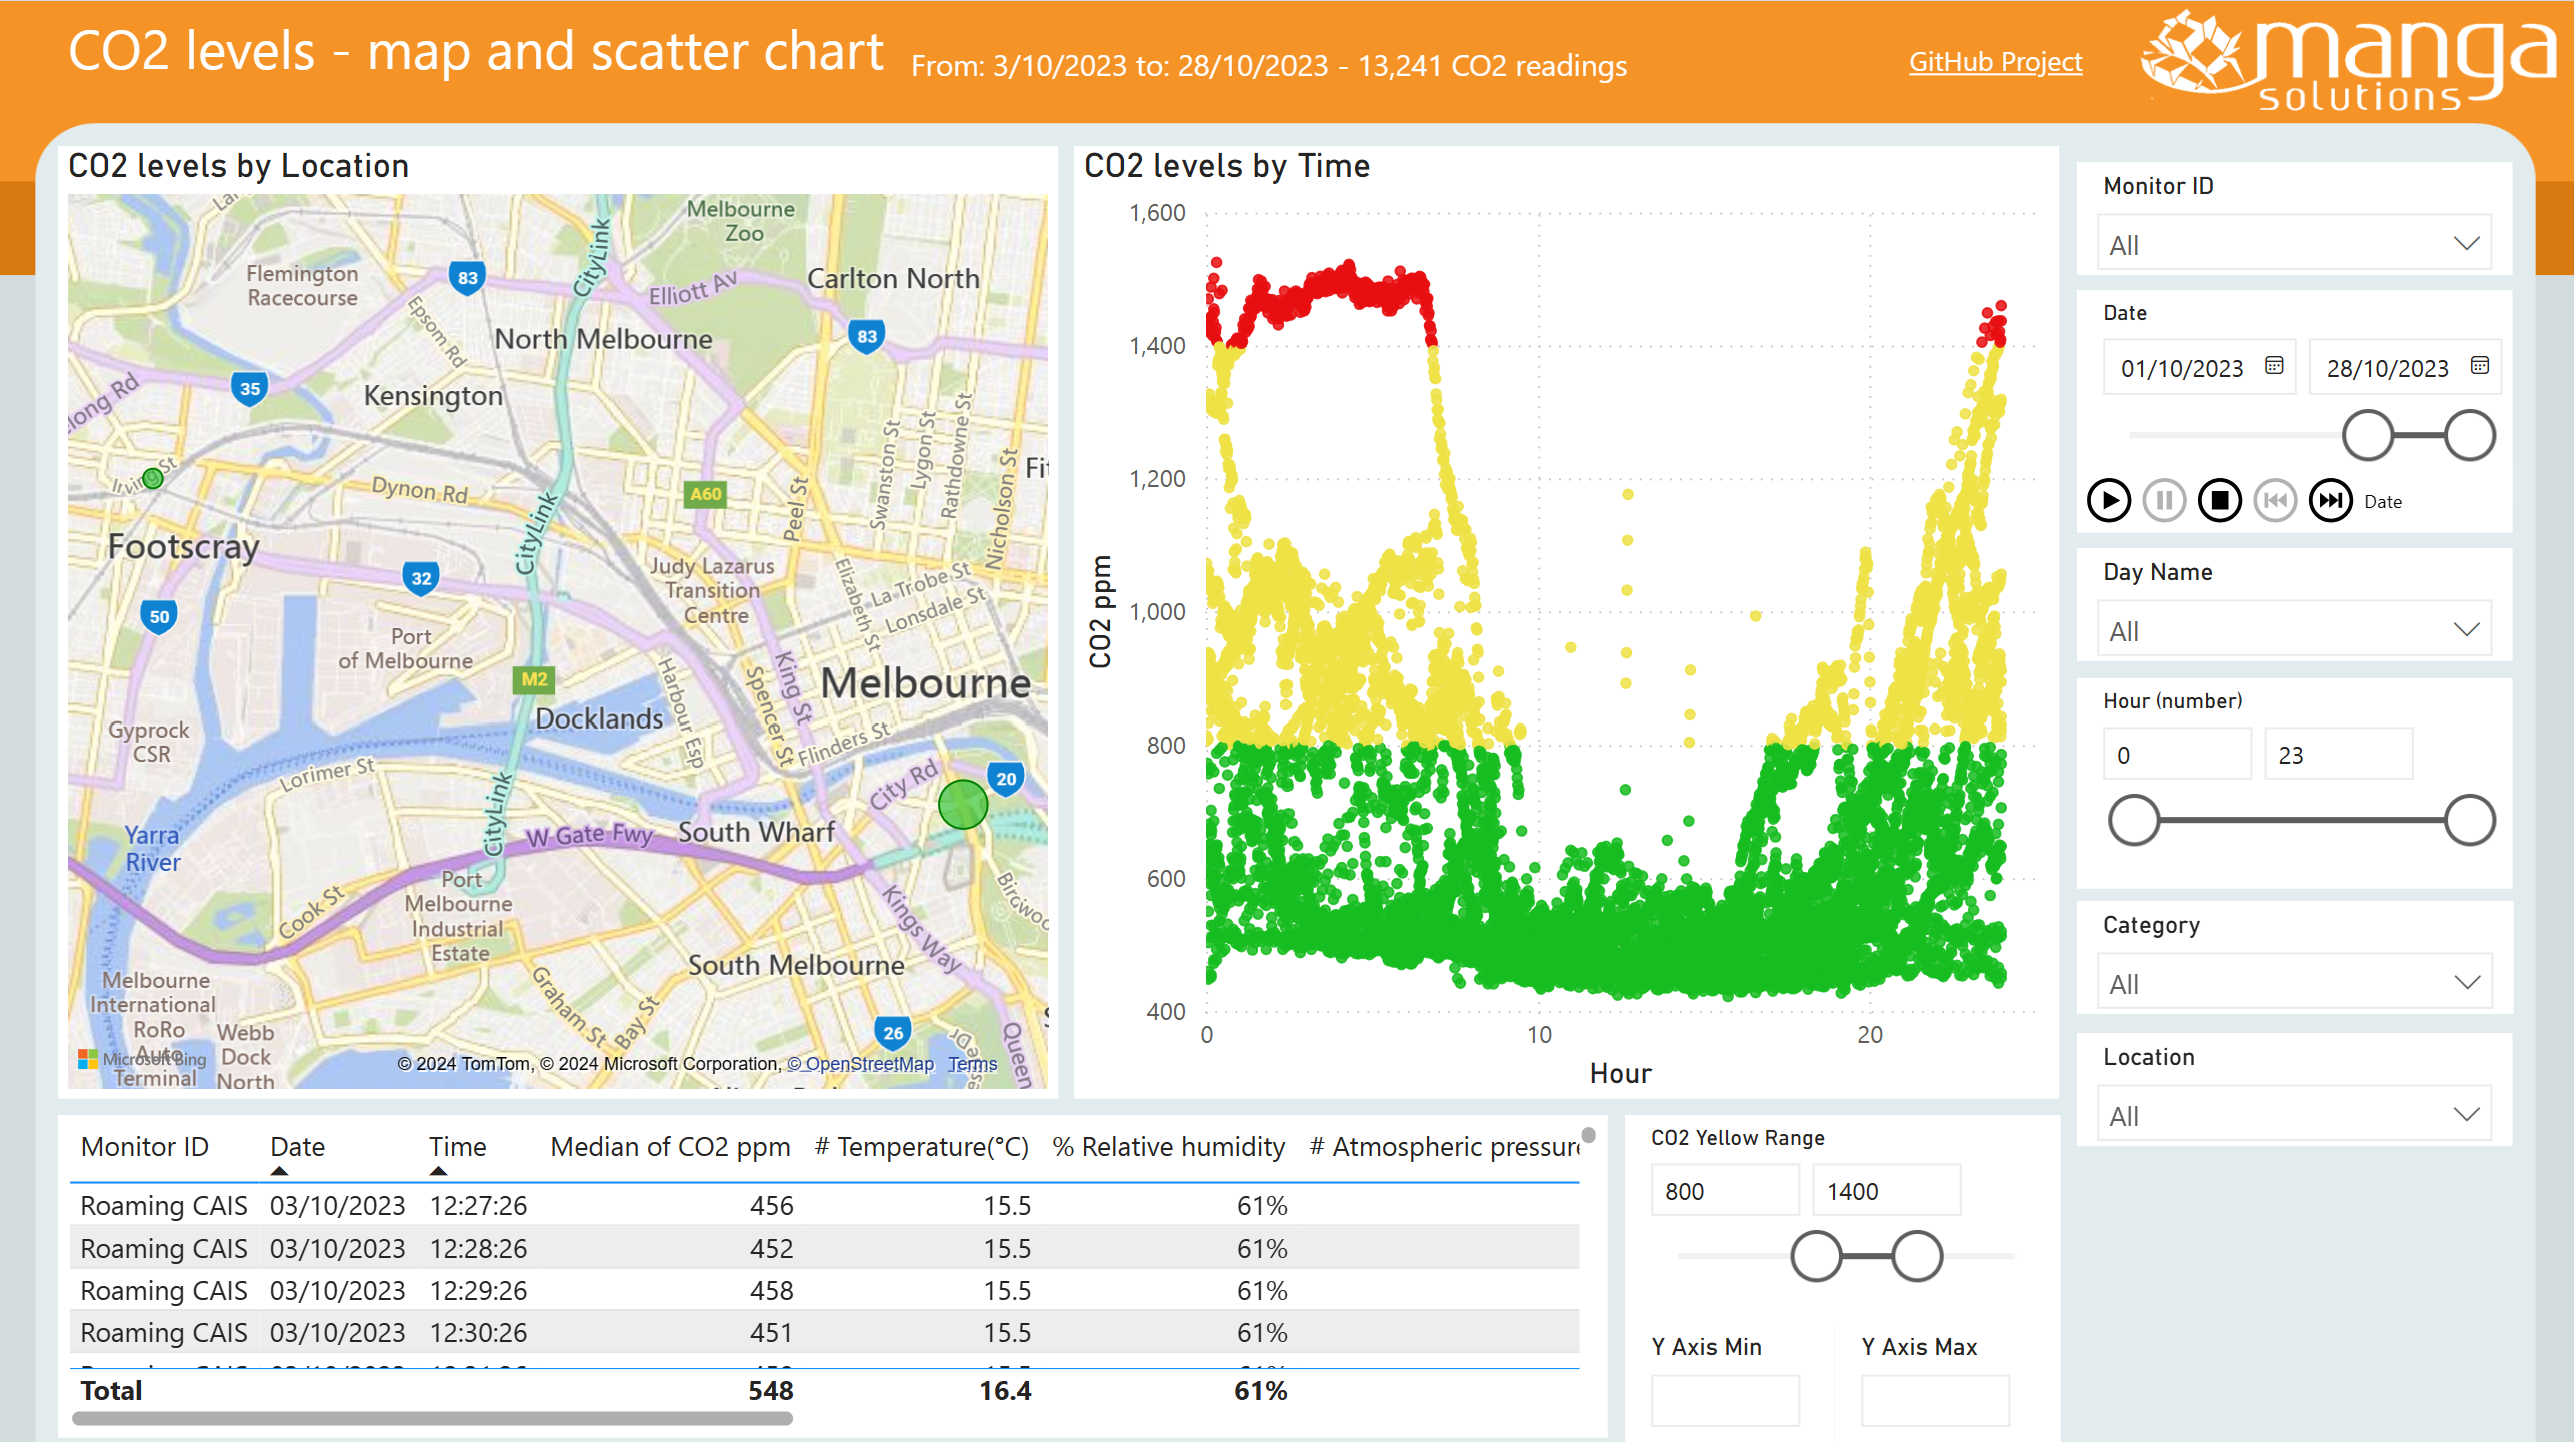 CO2 levels - map and scatter chart
From: 3/10/2023 to: 28/10/2023 - 13,241 CO2 readings
GitHub Project
manga
solutions
CO2 levels by Location
Melbourne
Zoo
Flemington
Racecourse
83
CityLink
Elliott Av
Carlton North
Epsom Rd
North Melbourne
83
35
Kensington
Swanston St
Lygon St
Rathdowne St
Nicholson St
Irving St
Dynon Rd
A60
Peel St
CityLink
Footscray
32
Judy Lazarus
Transition
Centre
Elizabeth St
La Trobe St
Lonsdale St
50
Port
of Melbourne
M2
Harbour Esp
Spencer St
King St
Melbourne
Docklands
Gyprock
CSR
Flinders St
Lorimer St
City Rd
20
CityLink
Yarra
River
W Gate Fwy
South Wharf
Port
Melbourne
Industrial
Estate
Cook St
Kings Way
South Melbourne
Melbourne
International
RoRo
Auto
Terminal
Webb
Dock
North
Graham St
Bay St
26
Queen
Microsoft Bing
© 2024 TomTom, © 2024 Microsoft Corporation, © OpenStreetMap Terms
CO2 levels by Time
1,600
1,400
1,200
1,000
800
600
400
CO2 ppm
0 10 20
Hour
Monitor ID
All
Date
01/10/2023 28/10/2023
Date
Day Name
All
Hour (number)
0 23
Category
All
Location
All
Monitor ID Date Time Median of CO2 ppm # Temperature(°C) % Relative humidity # Atmospheric pressure
Roaming CAIS 03/10/2023 12:27:26 456 15.5 61%
Roaming CAIS 03/10/2023 12:28:26 452 15.5 61%
Roaming CAIS 03/10/2023 12:29:26 458 15.5 61%
Roaming CAIS 03/10/2023 12:30:26 451 15.5 61%
Total 548 16.4 61%
CO2 Yellow Range
800 1400
Y Axis Min Y Axis Max